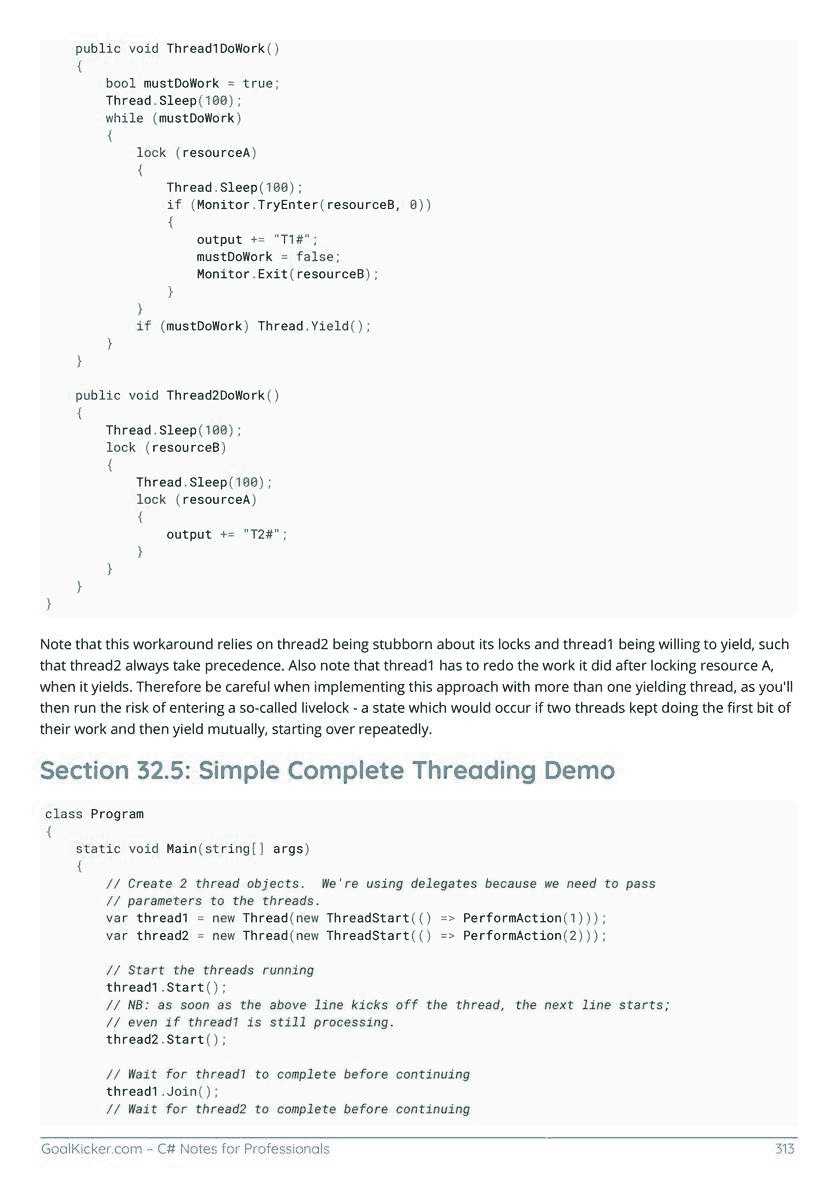 public void Thread1DoWork()
{
bool mustDoWork = true;
Thread.Sleep(100);
while (mustDoWork)
{
lock (resourceA)
{
Thread.Sleep(100);
if (Monitor.TryEnter(resourceB, 0))
{
output += "T1#";
mustDoWork = false;
Monitor.Exit(resourceB);
}
}
if (mustDoWork) Thread.Yield();
}
}
public void Thread2DoWork()
{
Thread.Sleep(100);
lock (resourceB)
{
Thread.Sleep(100);
lock (resourceA)
{
output += "T2#";
}
}
}
}
Note that this workaround relies on thread2 being stubborn about its locks and thread1 being willing to yield, such
that thread2 always take precedence. Also note that thread1 has to redo the work it did after locking resource A,
when it yields. Therefore be careful when implementing this approach with more than one yielding thread, as you'll
then run the risk of entering a so-called livelock - a state which would occur if two threads kept doing the first bit of
their work and then yield mutually, starting over repeatedly.
Section 32.5: Simple Complete Threading Demo
class Program
{
static void Main(string[] args)
{
// Create 2 thread objects.  We're using delegates because we need to pass
// parameters to the threads.
var thread1 = new Thread(new ThreadStart(() => PerformAction(1)));
var thread2 = new Thread(new ThreadStart(() => PerformAction(2)));
// Start the threads running
thread1.Start();
// NB: as soon as the above line kicks off the thread, the next line starts;
// even if thread1 is still processing.
thread2.Start();
// Wait for thread1 to complete before continuing
thread1.Join();
// Wait for thread2 to complete before continuing
GoalKicker.com – C# Notes for Professionals 313